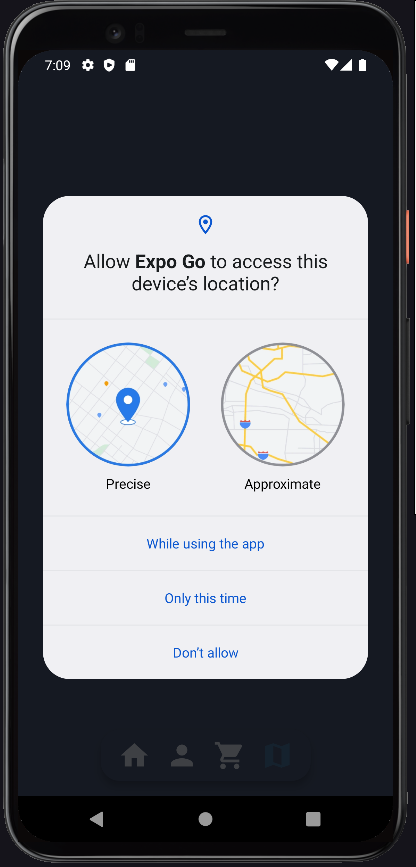 7:09
Allow Expo Go to access this
device’s location?
Precise
Approximate
While using the app
Only this time
Don’t allow